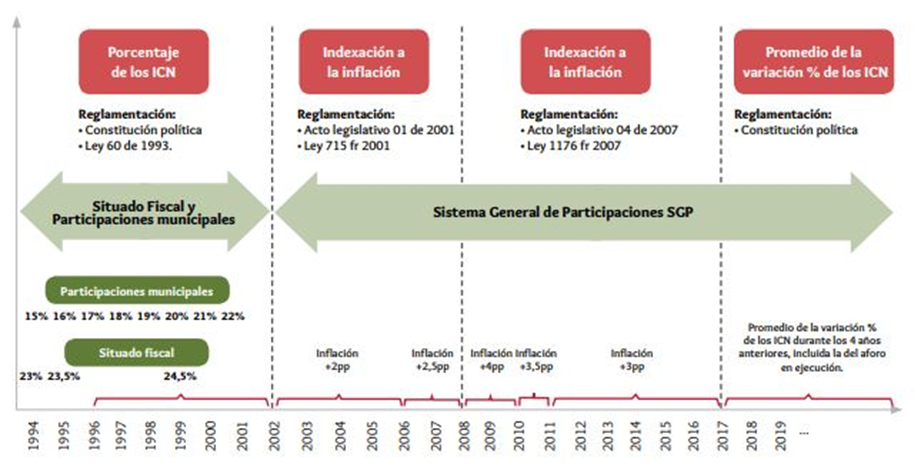 Porcentaje
de los ICN
Indexación a
la inflación
Indexación a
la inflación
Promedio de la
variación % de los ICN
Reglamentación:
• Constitución política
• Ley 60 de 1993.
Reglamentación:
• Acto legislativo 01 de 2001
• Ley 715 fr 2001
Reglamentación:
• Acto legislativo 04 de 2007
• Ley 1176 fr 2007
Reglamentación:
• Constitución política
Situado Fiscal y
Participaciones municipales
Sistema General de Participaciones SGP
Participaciones municipales
15% 16% 17% 18% 19% 20% 21% 22%
Situado fiscal
23% 23,5% 24,5%
Inflación
+2pp
Inflación
+2,5pp
Inflación
+4pp
Inflación
+3,5pp
Inflación
+3pp
Promedio de la variación %
de los ICN durante los 4 años
anteriores, incluida la del aforo
en ejecución.
1994 1995 1996 1997 1998 1999 2000 2001 2002 2003 2004 2005 2006 2007 2008 2009 2010 2011 2012 2013 2014 2015 2016 2017 2018 2019 ...